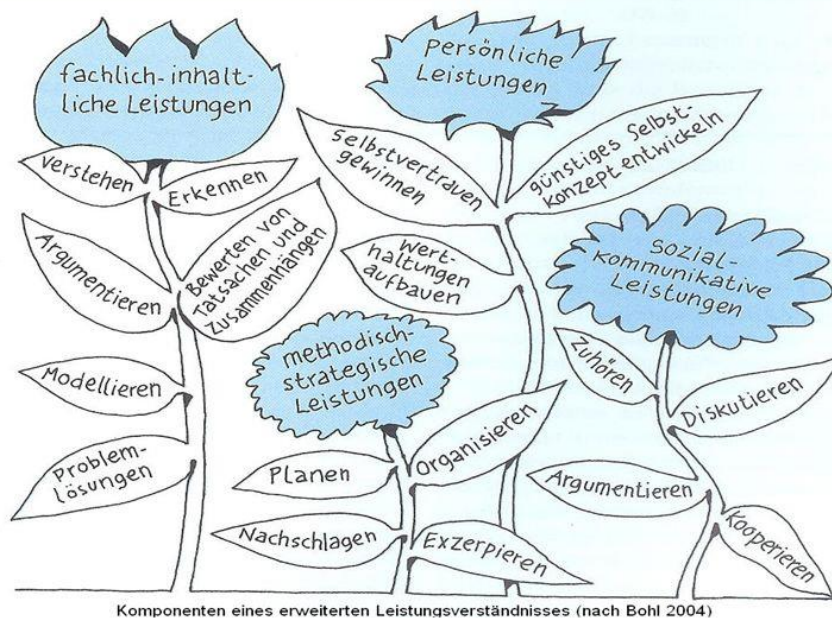 fachlich-inhalt-
liche Leistungen
Verstehen
Erkennen
Argumentieren
Bewerten von
Tatsachen und
Zusammenhängen
Modellieren
Problem-
lösungen
methodisch-
strategische
Leistungen
Planen
Organisieren
Nachschlagen
Exzerpieren
Persönliche
Leistungen
Selbstvertrauen
gewinnen
günstiges Selbst-
Konzept entwickeln
Wert-
haltungen
aufbauen
Sozial-
kommunikative
Leistungen
Zuhören
Diskutieren
Argumentieren
Kooperieren
Komponenten eines erweiterten Leistungsverständnisses (nach Bohl 2004)